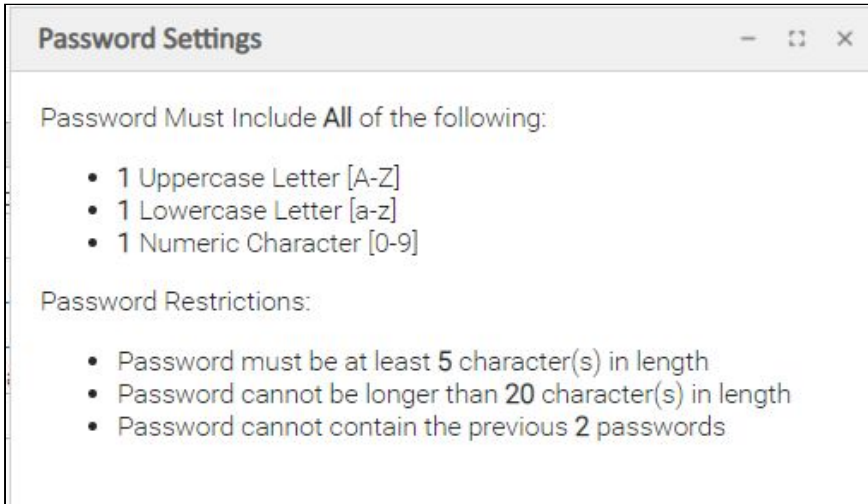 Password Settings
Password Must Include All of the following:
• 1 Uppercase Letter [A-Z]
• 1 Lowercase Letter [a-z]
• 1 Numeric Character [0-9]
Password Restrictions:
• Password must be at least 5 character(s) in length
• Password cannot be longer than 20 character(s) in length
• Password cannot contain the previous 2 passwords